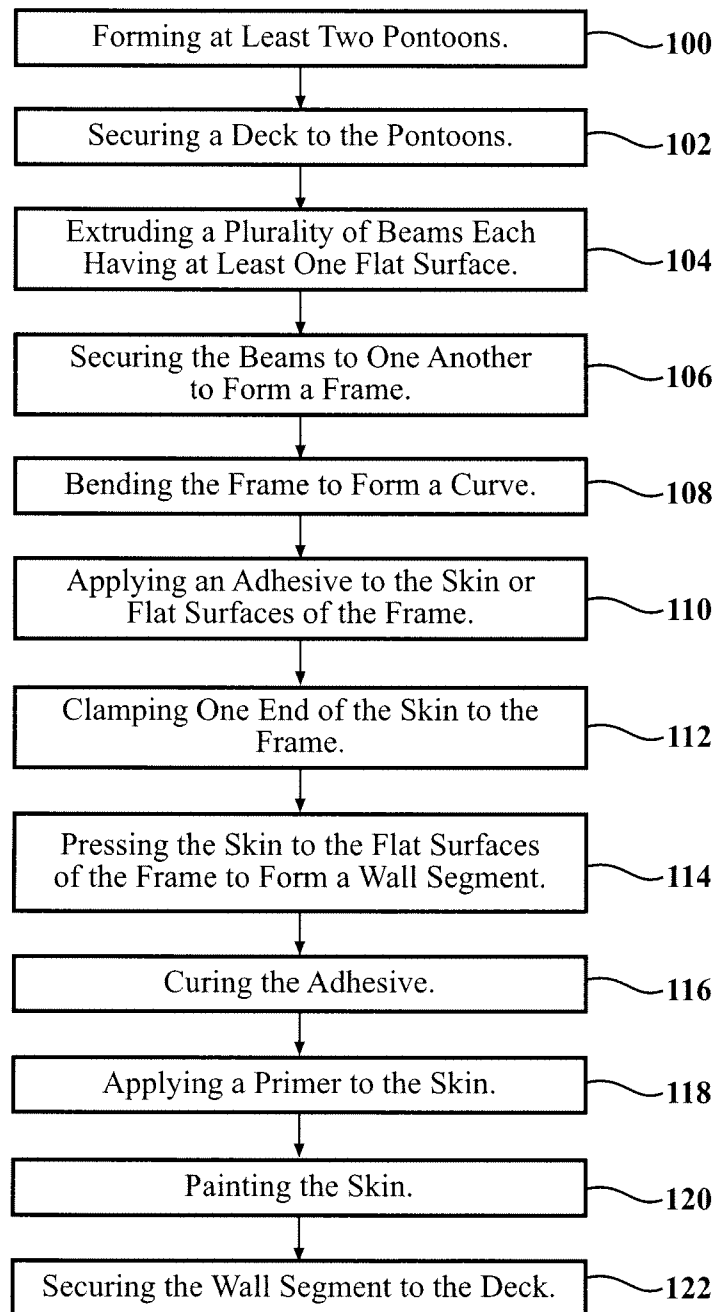 Forming at Least Two Pontoons.
100
Securing a Deck to the Pontoons.
102
Extruding a Plurality of Beams Each
Having at Least One Flat Surface.
104
Securing the Beams to One Another
to Form a Frame.
106
Bending the Frame to Form a Curve.
108
Applying an Adhesive to the Skin or
Flat Surfaces of the Frame.
110
Clamping One End of the Skin to the
Frame.
112
Pressing the Skin to the Flat Surfaces
of the Frame to Form a Wall Segment.
114
Curing the Adhesive.
116
Applying a Primer to the Skin.
118
Painting the Skin.
120
Securing the Wall Segment to the Deck.
122